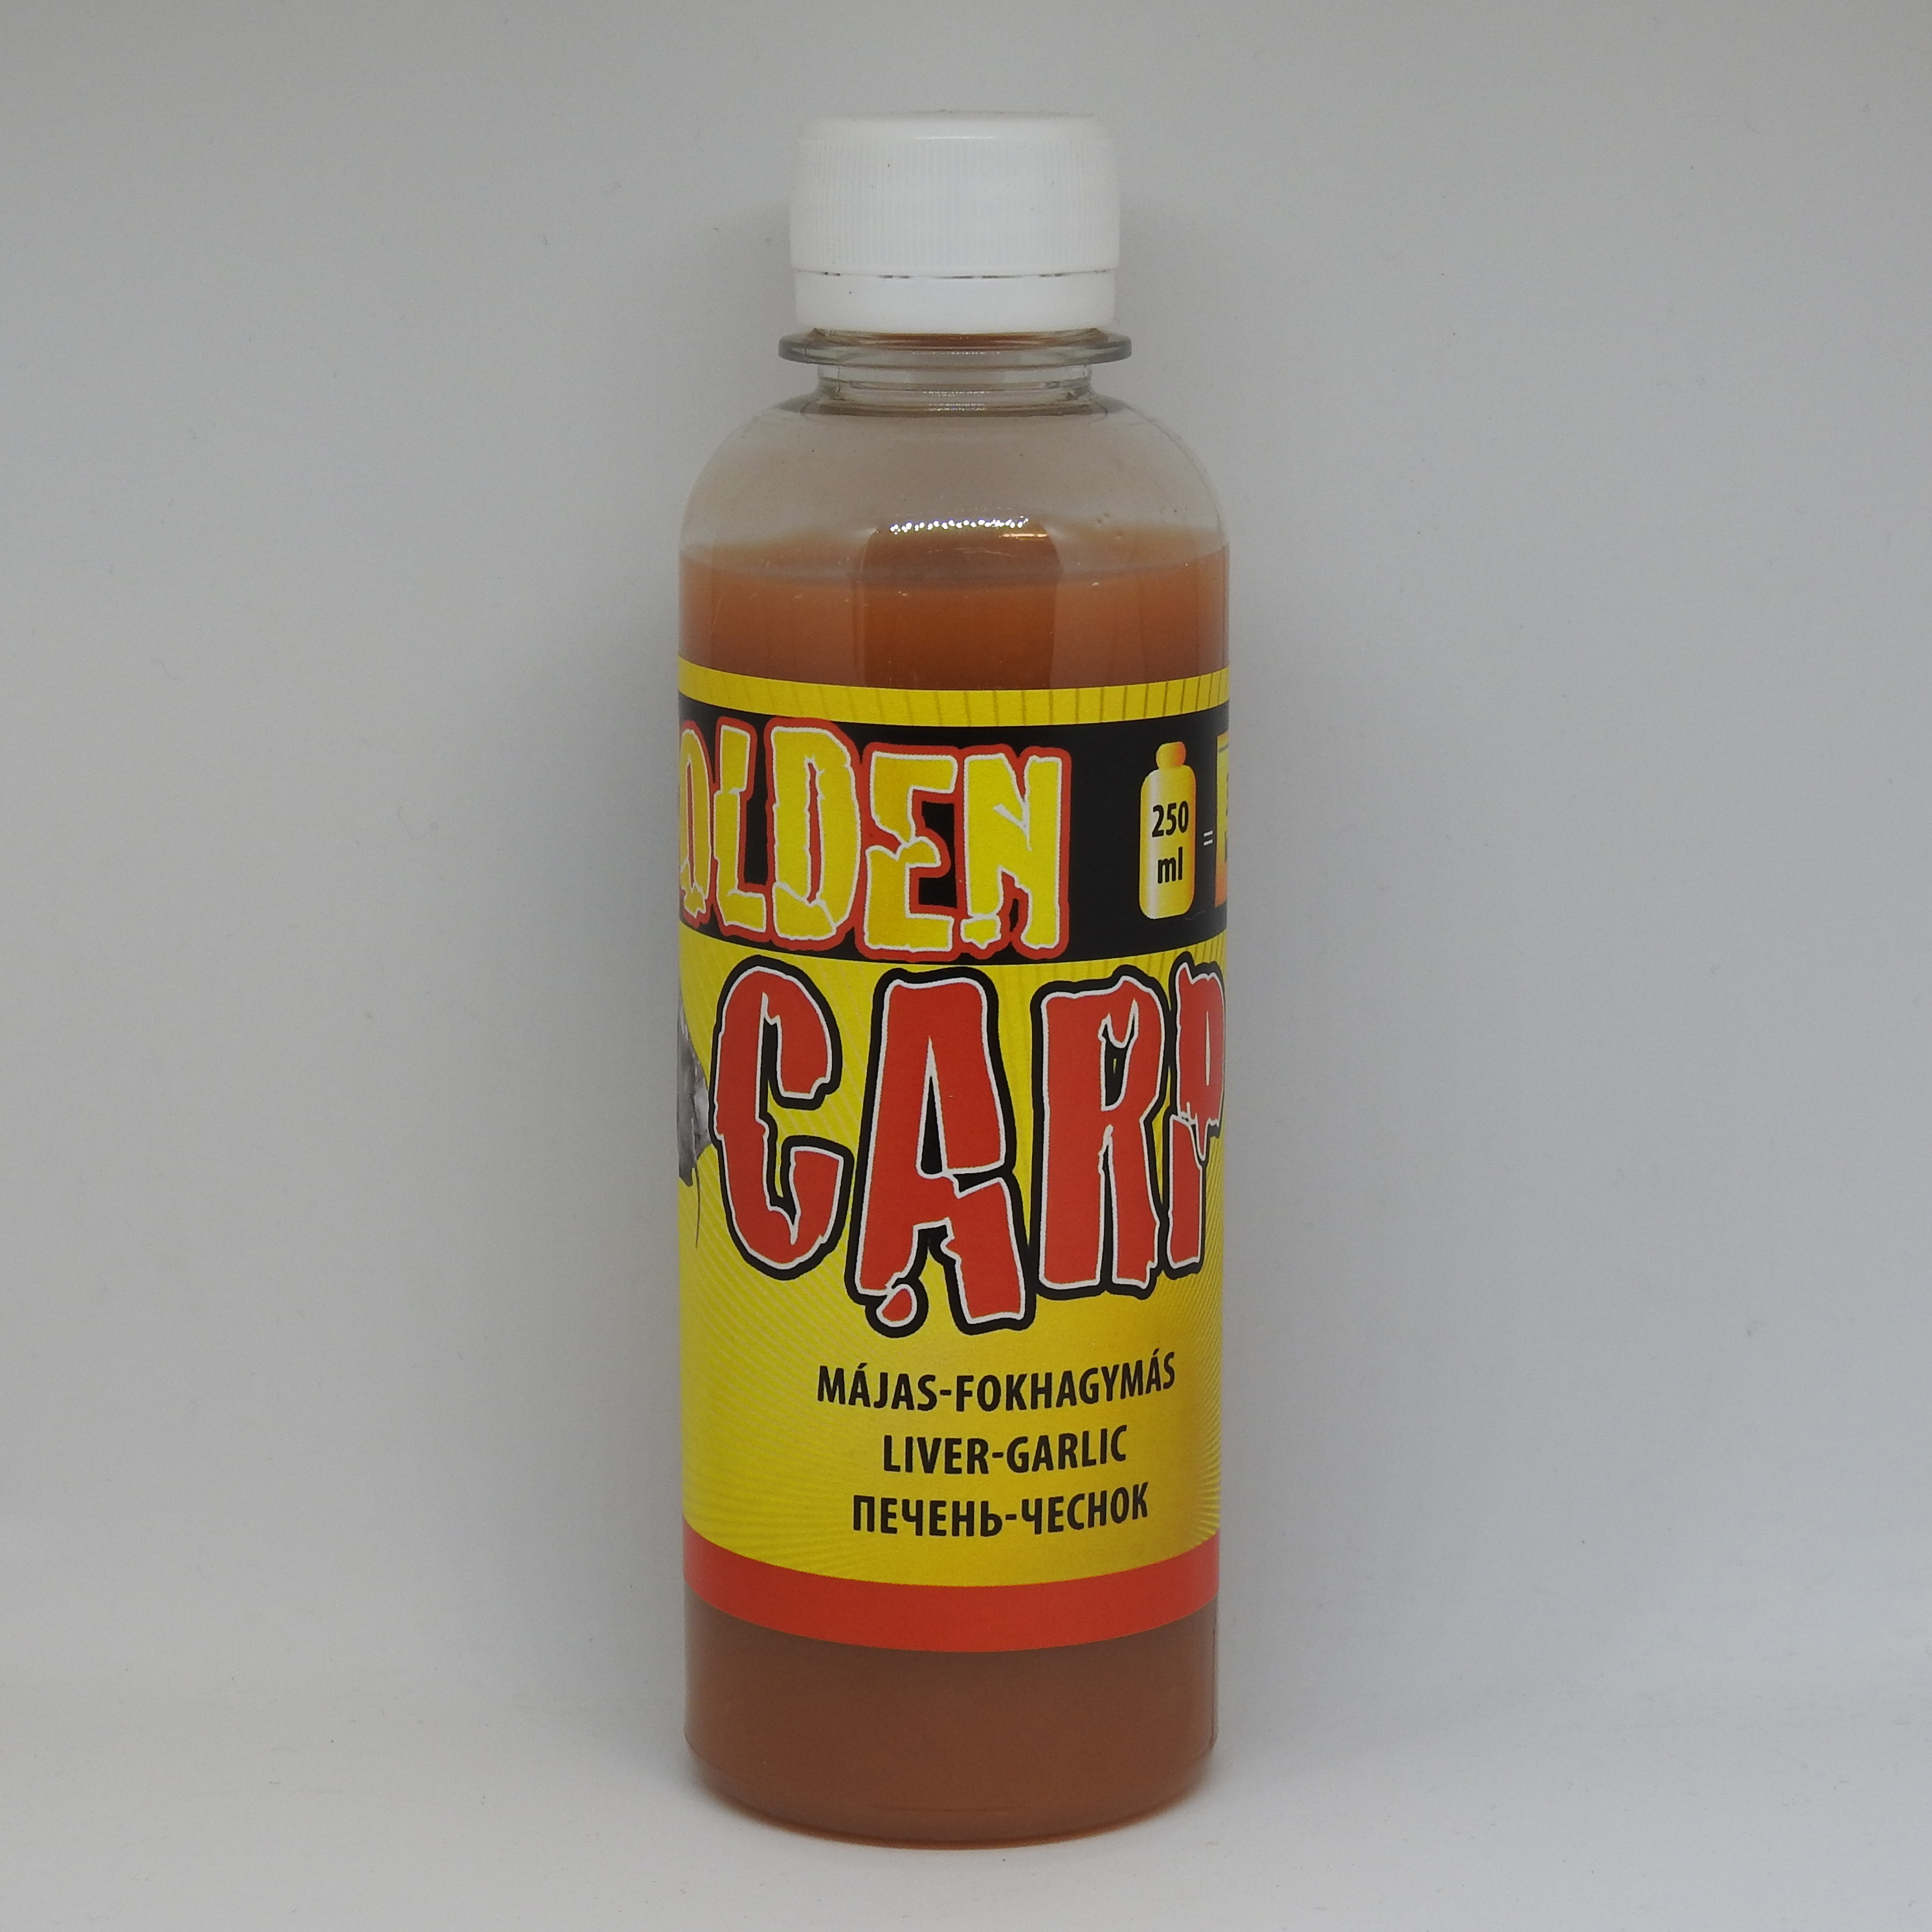 OLDEN
250
ml
=
CARP
MÁJAS-FOKHAGYMÁS
LIVER-GARLIC
ПЕЧЕНЬ-ЧЕСНОК